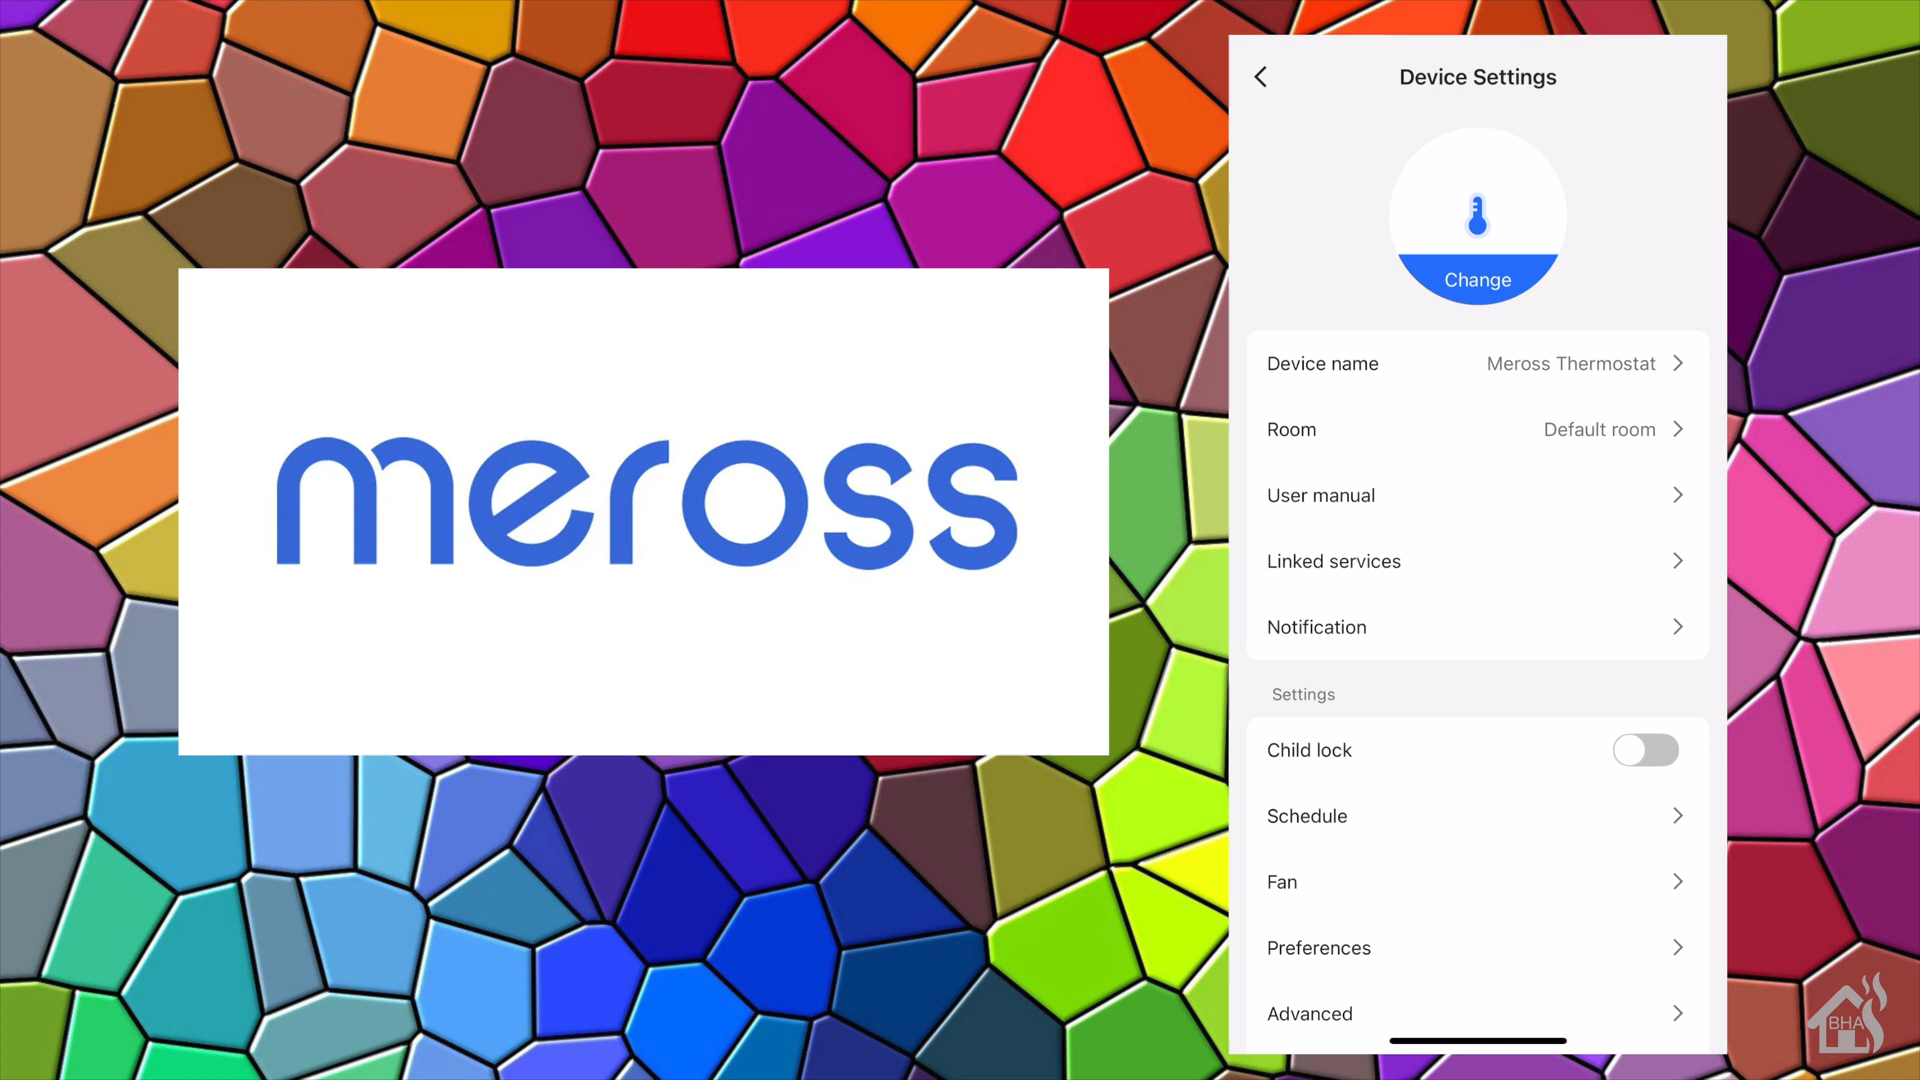 meross
Device Settings
Change
Device name Meross Thermostat
Room Default room
User manual
Linked services
Notification
Settings
Child lock
Schedule
Fan
Preferences
Advanced
BHA